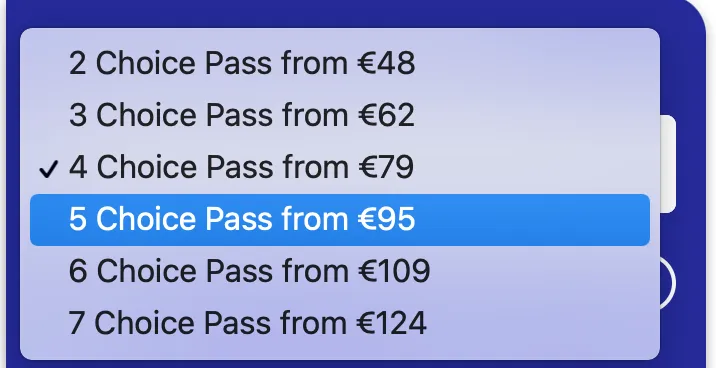 2 Choice Pass from €48
3 Choice Pass from €62
✓ 4 Choice Pass from €79
5 Choice Pass from €95
6 Choice Pass from €109
7 Choice Pass from €124